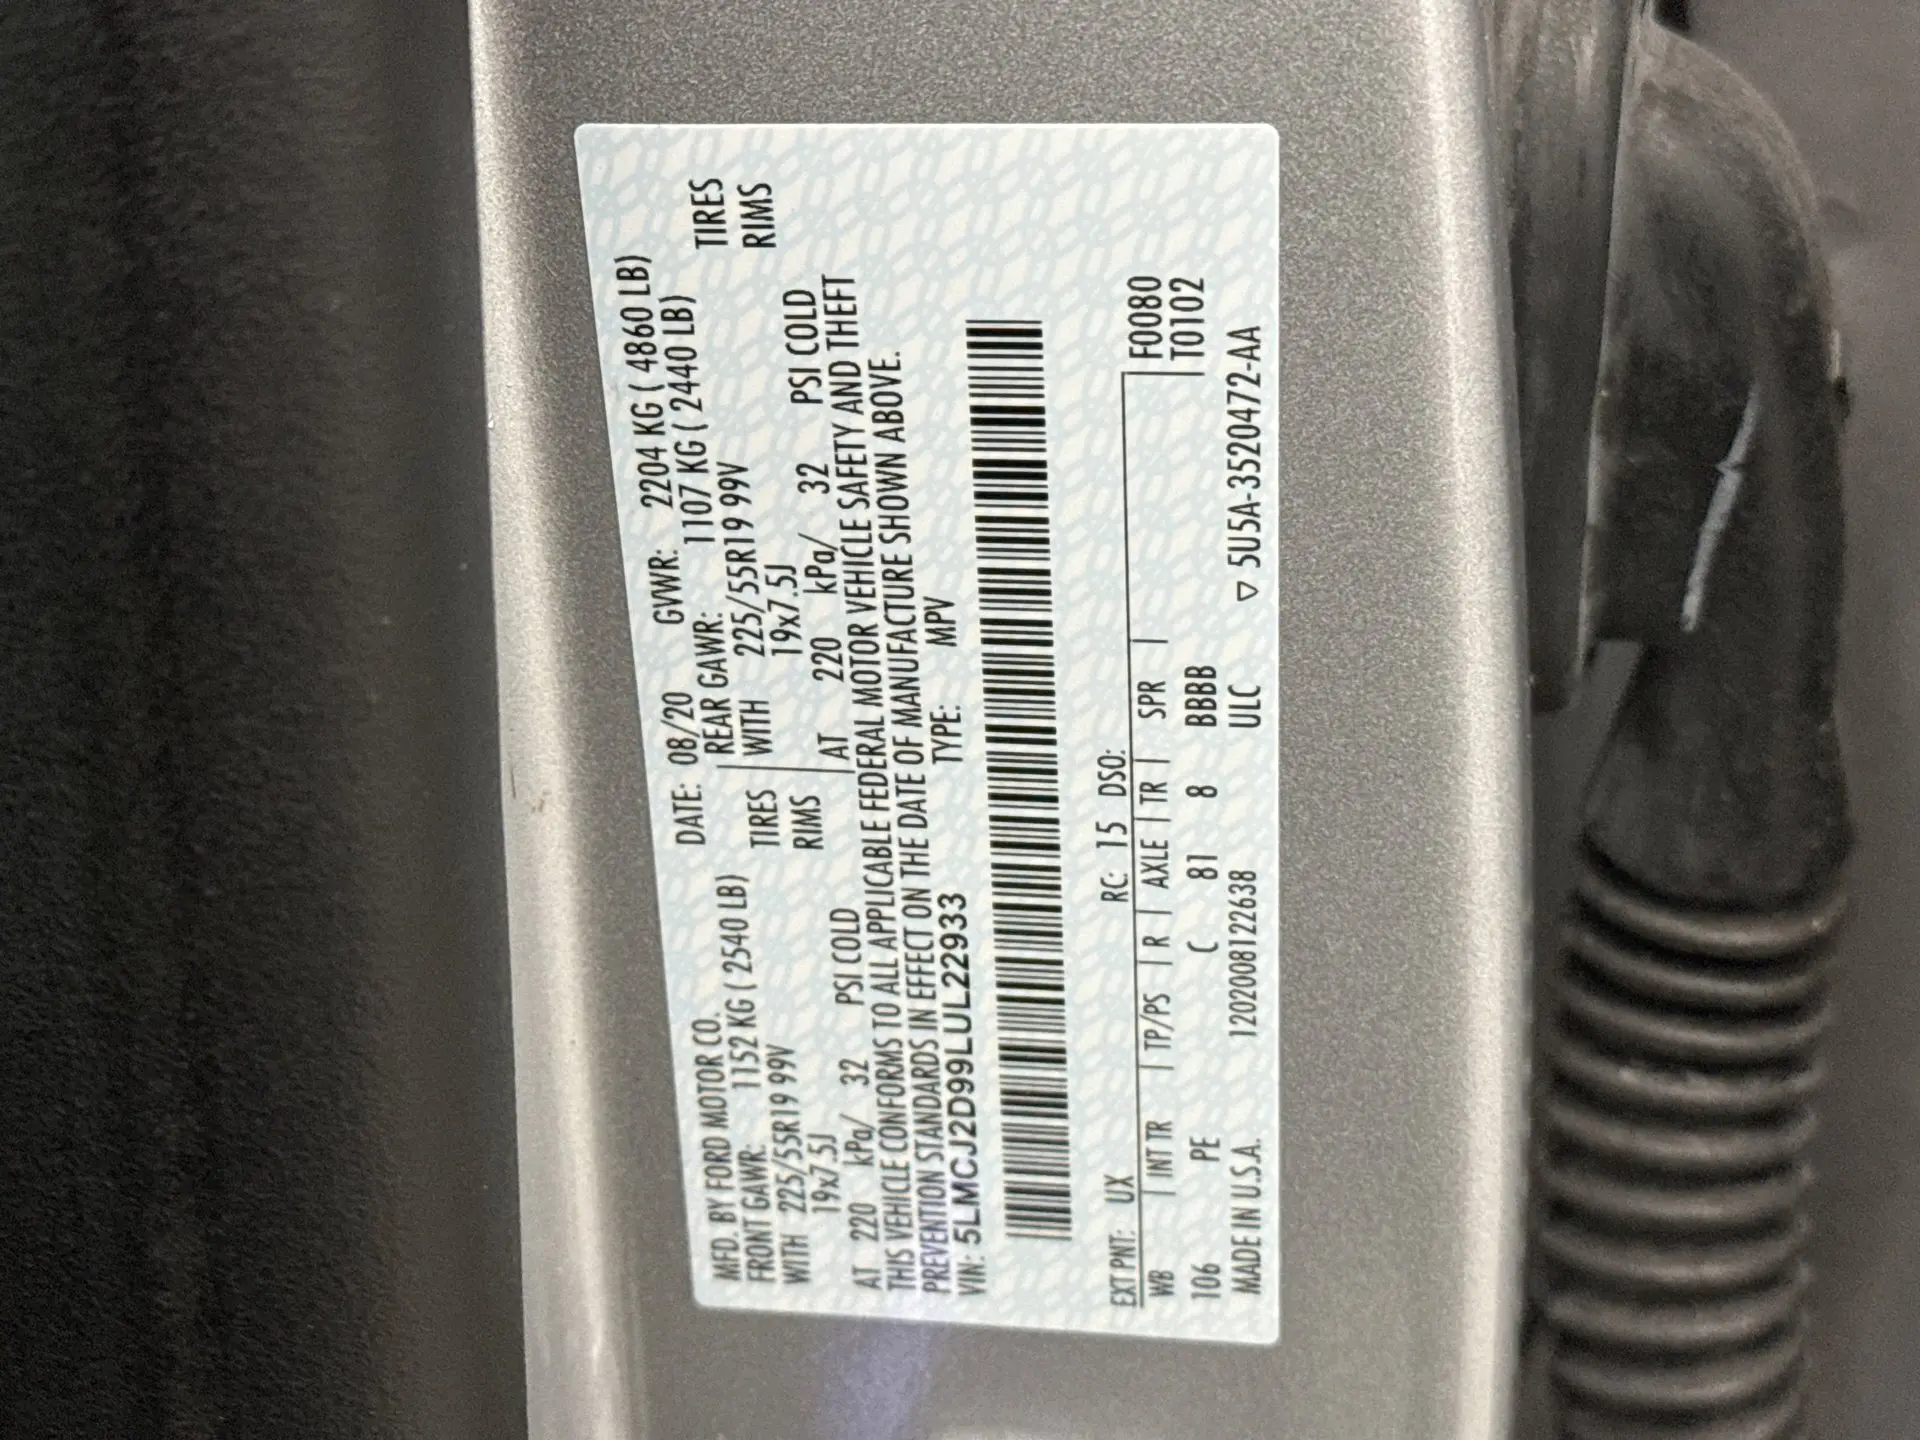 MFD. BY FORD MOTOR CO. DATE: 08/20 GVWR: 2204 KG ( 4860 LB)
FRONT GAWR: 1152 KG ( 2540 LB) REAR GAWR: 1107 KG ( 2440 LB)
WITH 225/55R19 99V TIRES WITH 225/55R19 99V TIRES
19x7.5J RIMS 19x7.5J RIMS
AT 220 kPa/ 32 PSI COLD AT 220 kPa/ 32 PSI COLD
THIS VEHICLE CONFORMS TO ALL APPLICABLE FEDERAL MOTOR VEHICLE SAFETY AND THEFT
PREVENTION STANDARDS IN EFFECT ON THE DATE OF MANUFACTURE SHOWN ABOVE.
VIN: 5LMCJ2D99LUL22933 TYPE: MPV
EXT PNT: UX RC: 15 DSO:
WB | INT TR | TP/PS | R | AXLE | TR | SPR | F0080
106 PE C 81 8 BBBB T0102
MADE IN U.S.A. 1202008122638 ULC ▽ 5U5A-3520472-AA